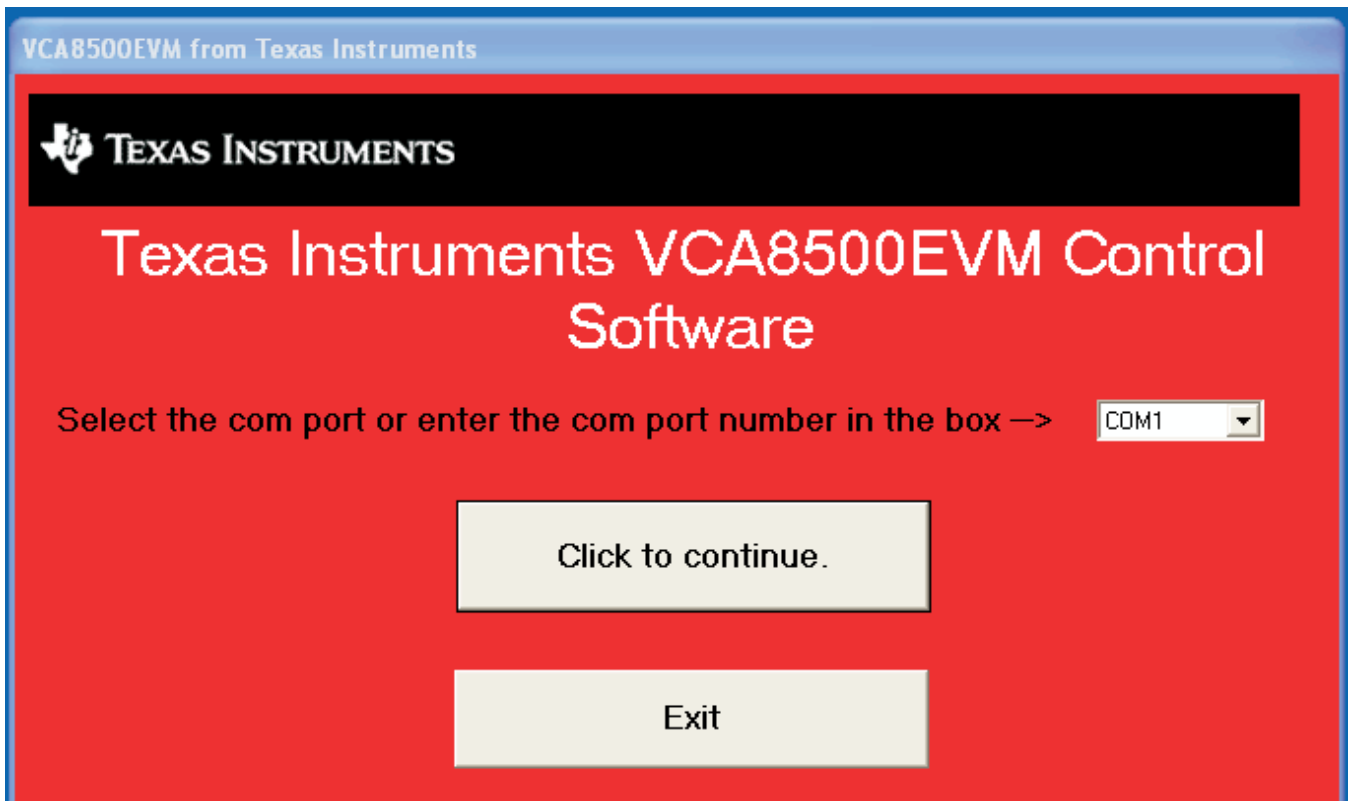 VCA8500EVM from Texas Instruments
TEXAS INSTRUMENTS
Texas Instruments VCA8500EVM Control
Software
Select the com port or enter the com port number in the box —> COM1
Click to continue.
Exit